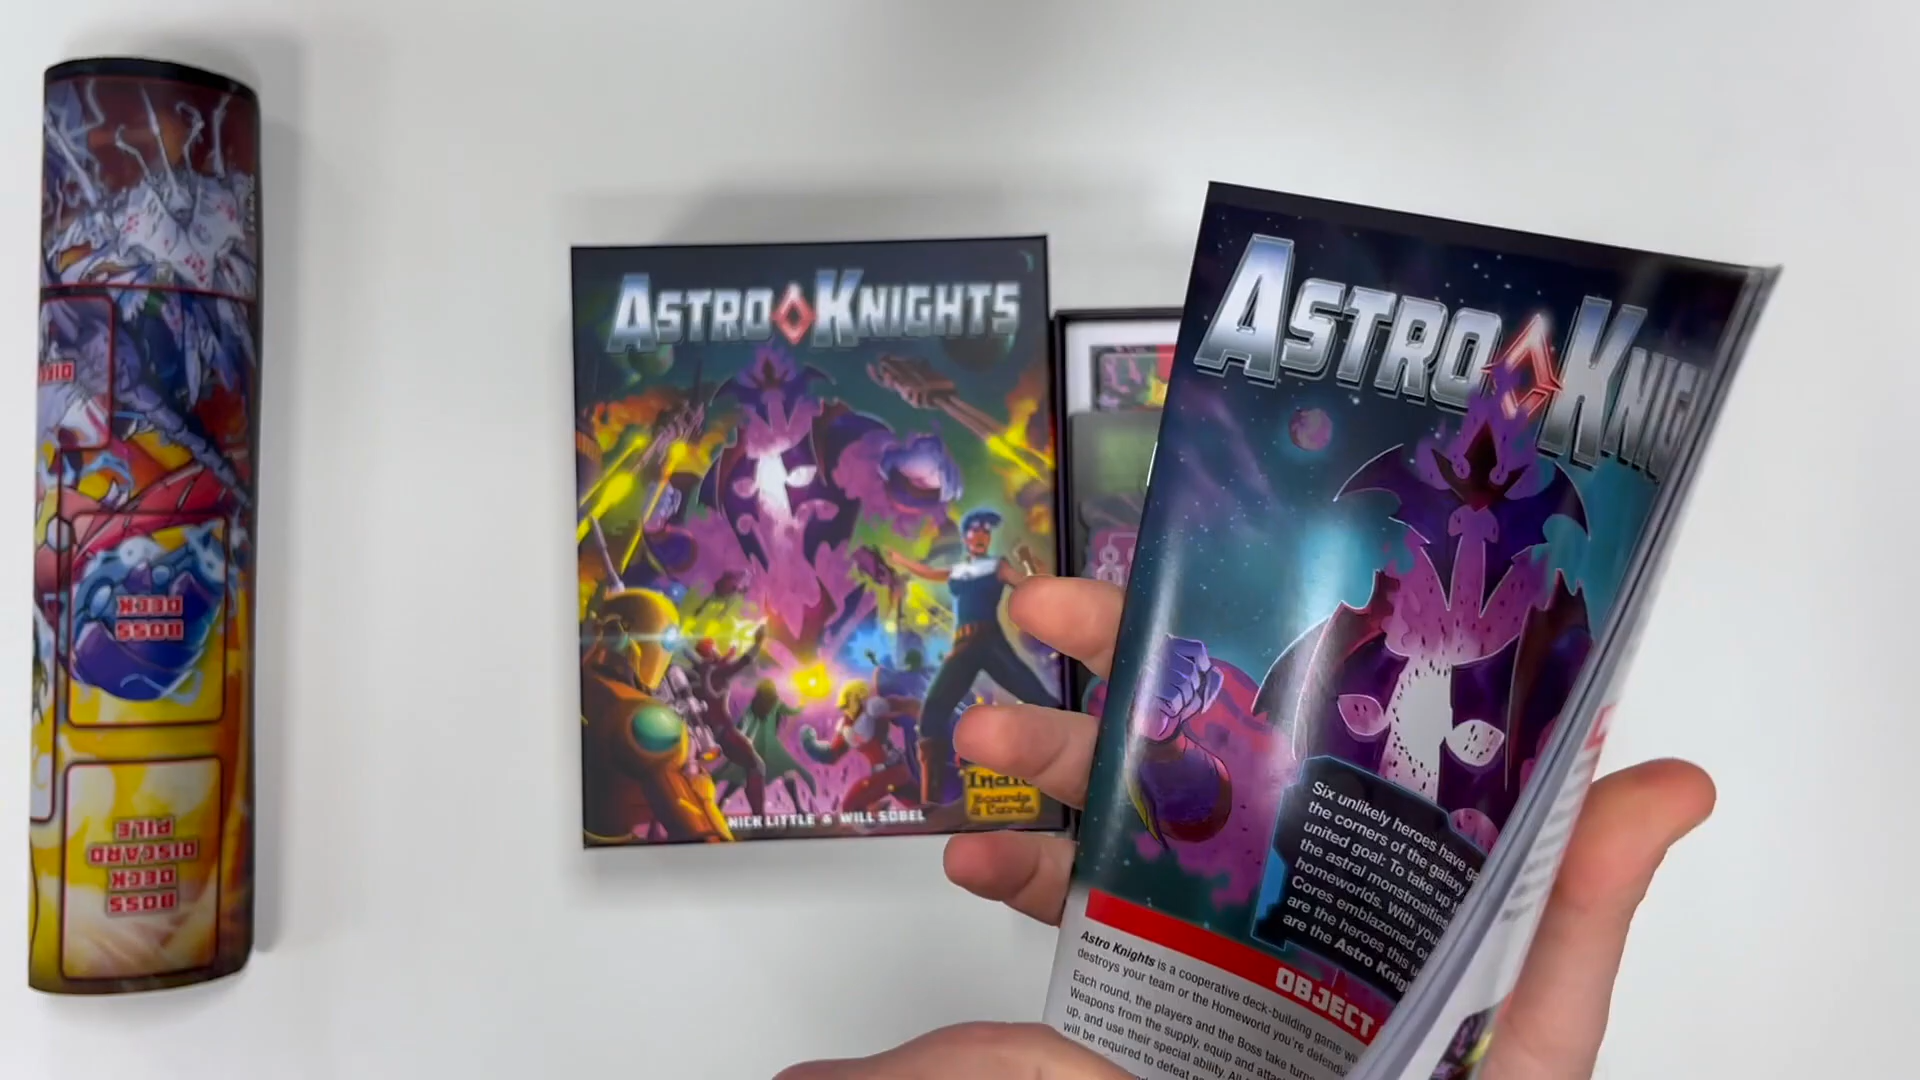 BOSS
DECK
BOSS
DECK
DISCARD
PILE
ASTRO KNIGHTS
NICK LITTLE & WILL SOBEL
Indie
Boards
& Cards
ASTRO KNIG
Six unlikely heroes have
the corners of the galaxy
united goal: To take up
the astral monstrosities
homeworlds. With you
Cores emblazoned
are the heroes this
are the Astro Knig
OBJECT
Astro Knights is a cooperative deck-building game
destroys your team or the Homeworld you're defendi
Each round, the players and the Boss take turn
Weapons from the supply, equip and atta
up, and use their special ability. All
will be required to defeat